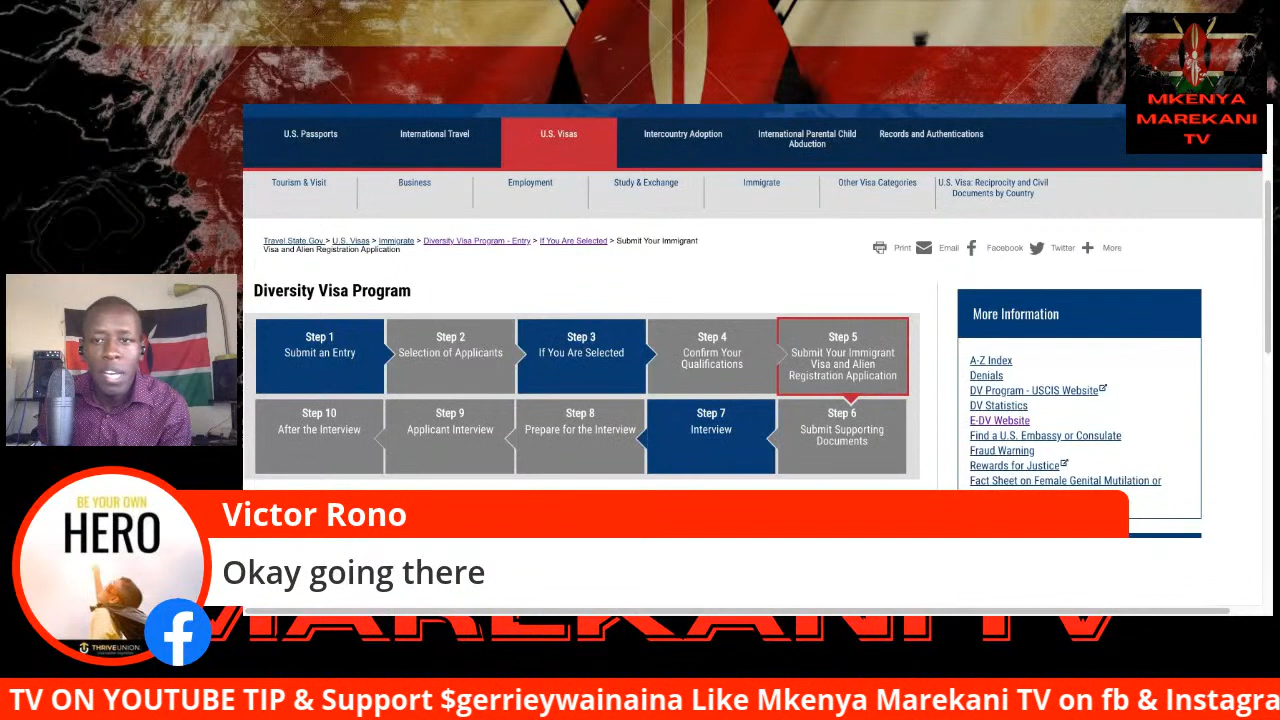 MKENYA
MAREKANI
TV
U.S. Passports
International Travel
U.S. Visas
Intercountry Adoption
International Parental Child
Abduction
Records and Authentications
Tourism & Visit
Business
Employment
Study & Exchange
Immigrate
Other Visa Categories
U.S. Visa: Reciprocity and Civil
Documents by Country
Travel.State.Gov > U.S. Visas > Immigrate > Diversity Visa Program - Entry > If You Are Selected > Submit Your Immigrant
Visa and Alien Registration Application
Print
Email
Facebook
Twitter
More
Diversity Visa Program
Step 1
Submit an Entry
Step 2
Selection of Applicants
Step 3
If You Are Selected
Step 4
Confirm Your
Qualifications
Step 5
Submit Your Immigrant
Visa and Alien
Registration Application
Step 10
After the Interview
Step 9
Applicant Interview
Step 8
Prepare for the Interview
Step 7
Interview
Step 6
Submit Supporting
Documents
More Information
A-Z Index
Denials
DV Program - USCIS Website
DV Statistics
E-DV Website
Find a U.S. Embassy or Consulate
Fraud Warning
Rewards for Justice
Fact Sheet on Female Genital Mutilation or
BE YOUR OWN
HERO
THRIVEUNION
Victor Rono
Okay going there
MAREKANI TV
TV ON YOUTUBE TIP & Support $gerrieywainaina Like Mkenya Marekani TV on fb & Instagra